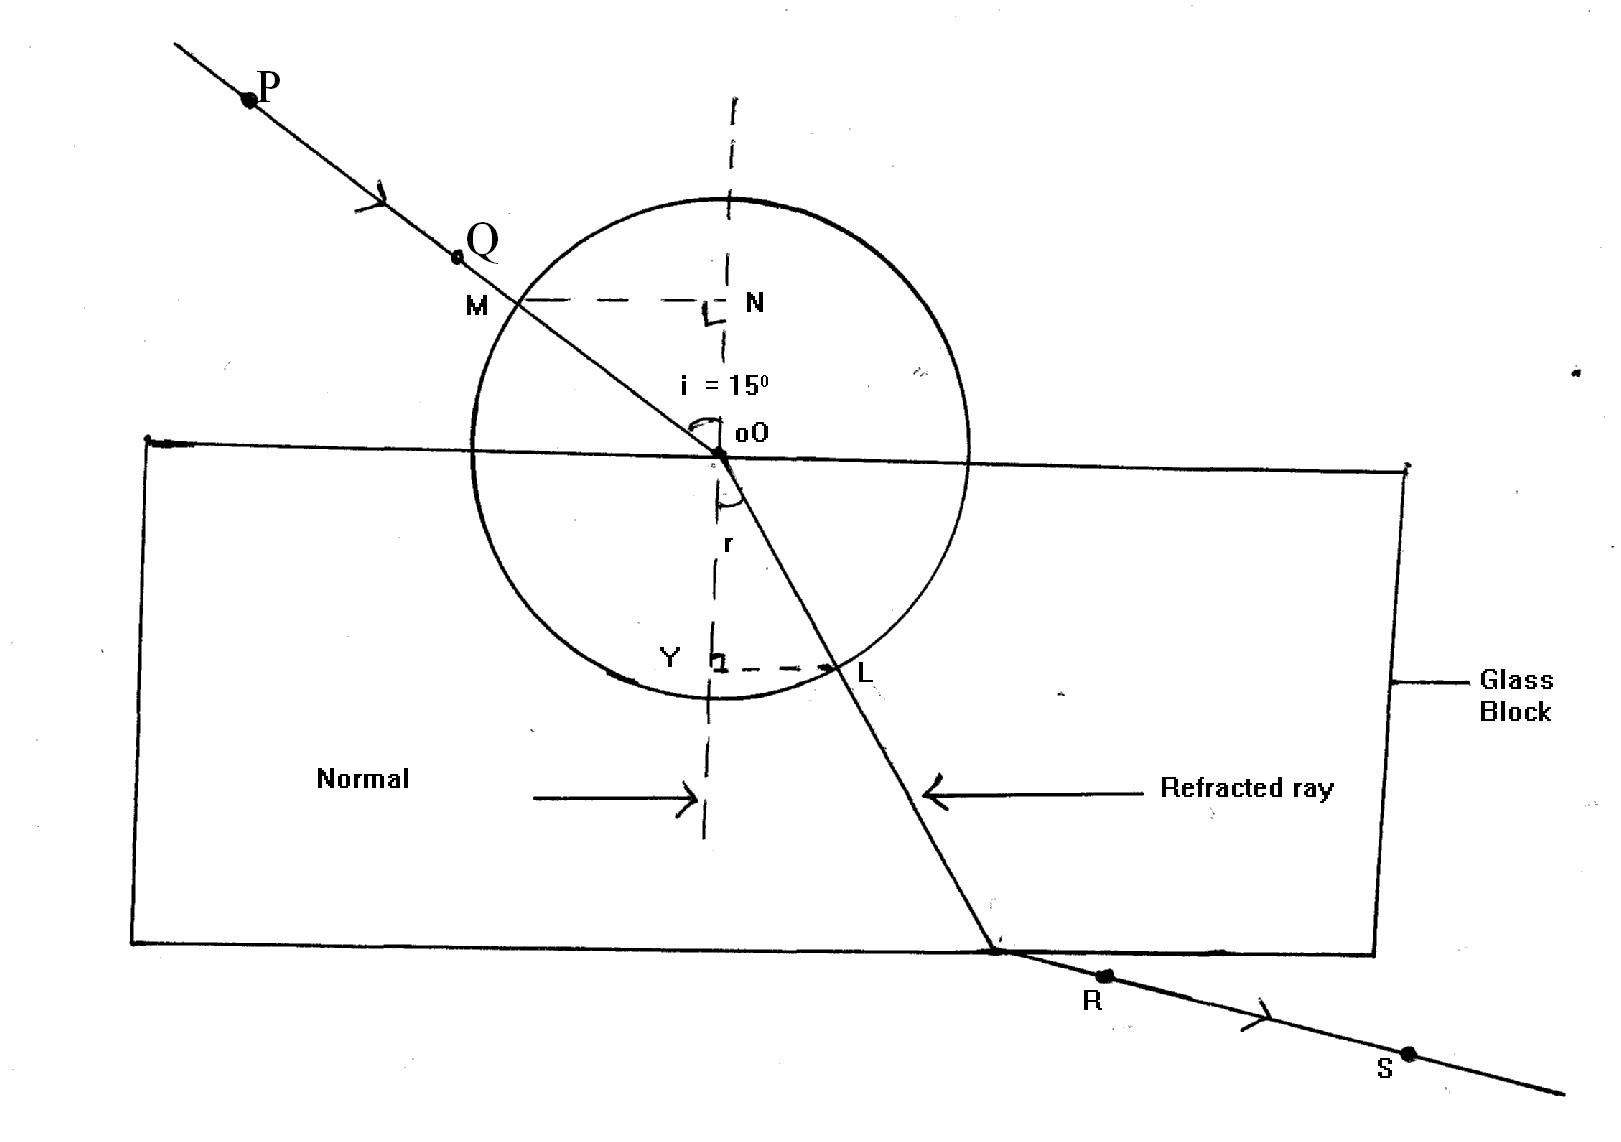 P
Q
M
N
i = 15⁰
oO
r
Y
L
Glass
Block
Normal
Refracted ray
R
S